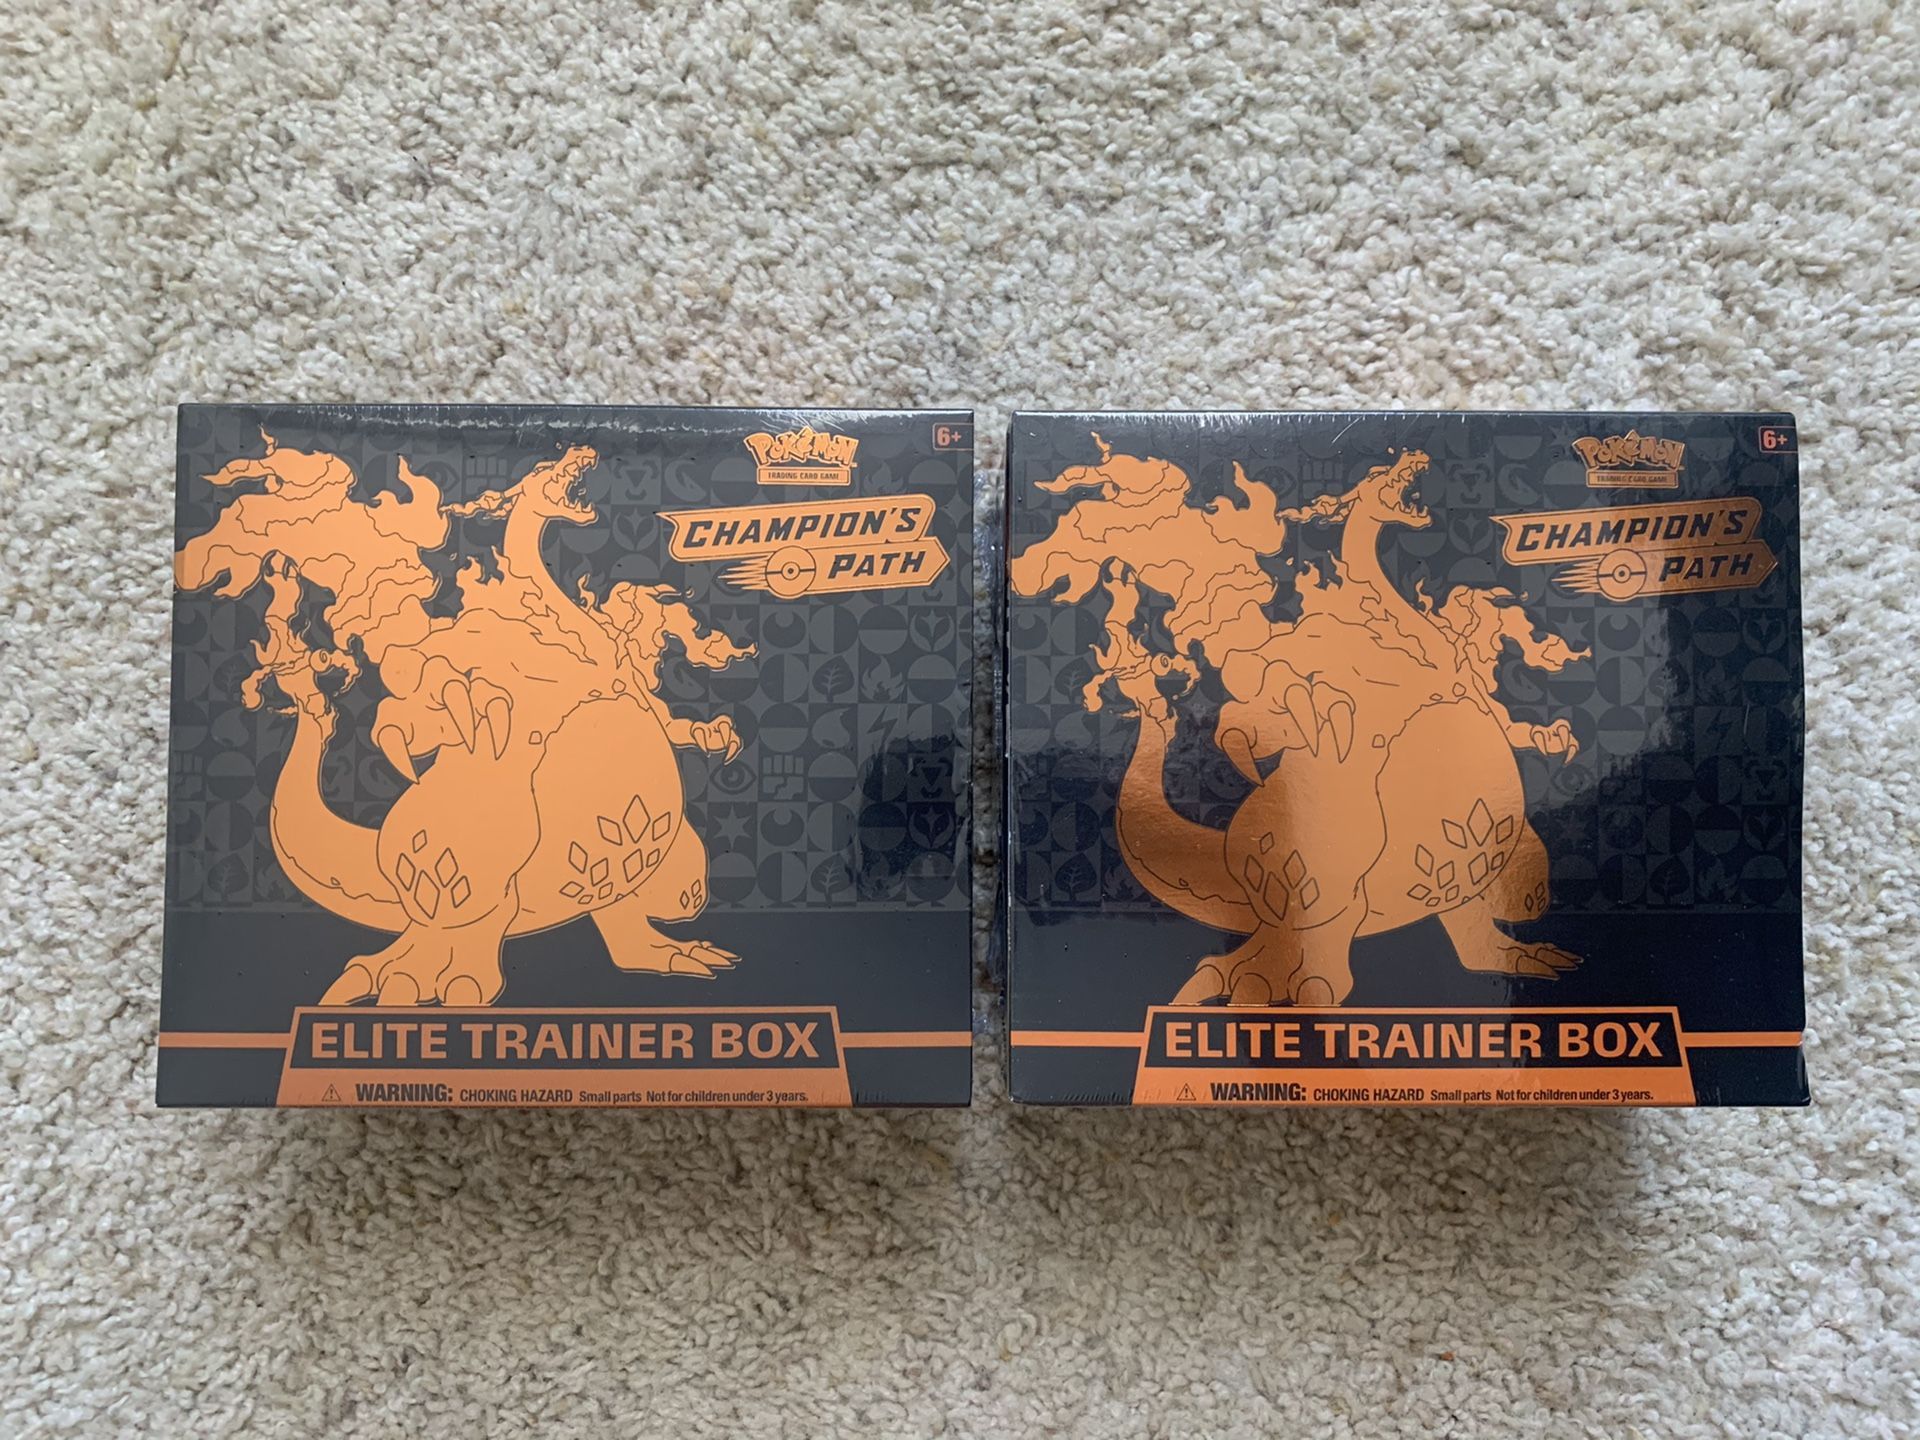 POKéMON
TRADING CARD GAME
6+
CHAMPION'S
PATH
ELITE TRAINER BOX
WARNING: CHOKING HAZARD Small parts Not for children under 3 years.
POKéMON
TRADING CARD GAME
6+
CHAMPION'S
PATH
ELITE TRAINER BOX
WARNING: CHOKING HAZARD Small parts Not for children under 3 years.